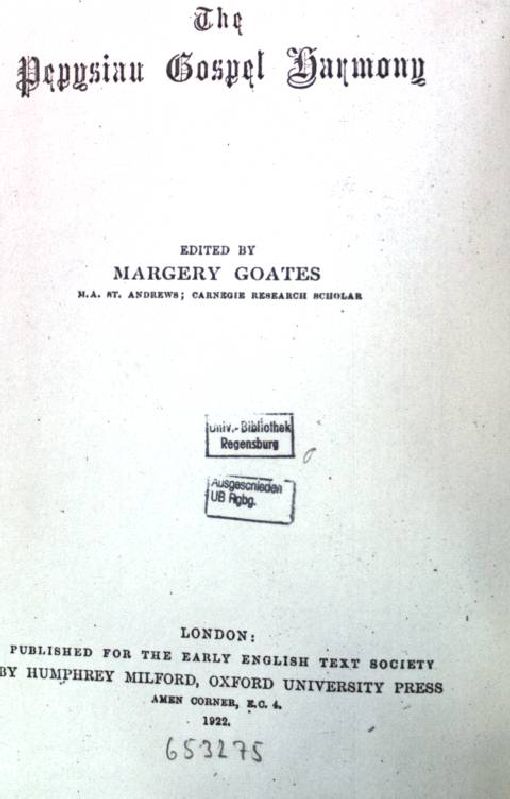 The
Pepysian Gospel Harmony
EDITED BY
MARGERY GOATES
M.A. ST. ANDREWS; CARNEGIE RESEARCH SCHOLAR
Univ.- Bibliothek
Regensburg
Ausgeschieden
UB Rgbg.
LONDON:
PUBLISHED FOR THE EARLY ENGLISH TEXT SOCIETY
BY HUMPHREY MILFORD, OXFORD UNIVERSITY PRESS
AMEN CORNER, E.C. 4.
1922.
653275